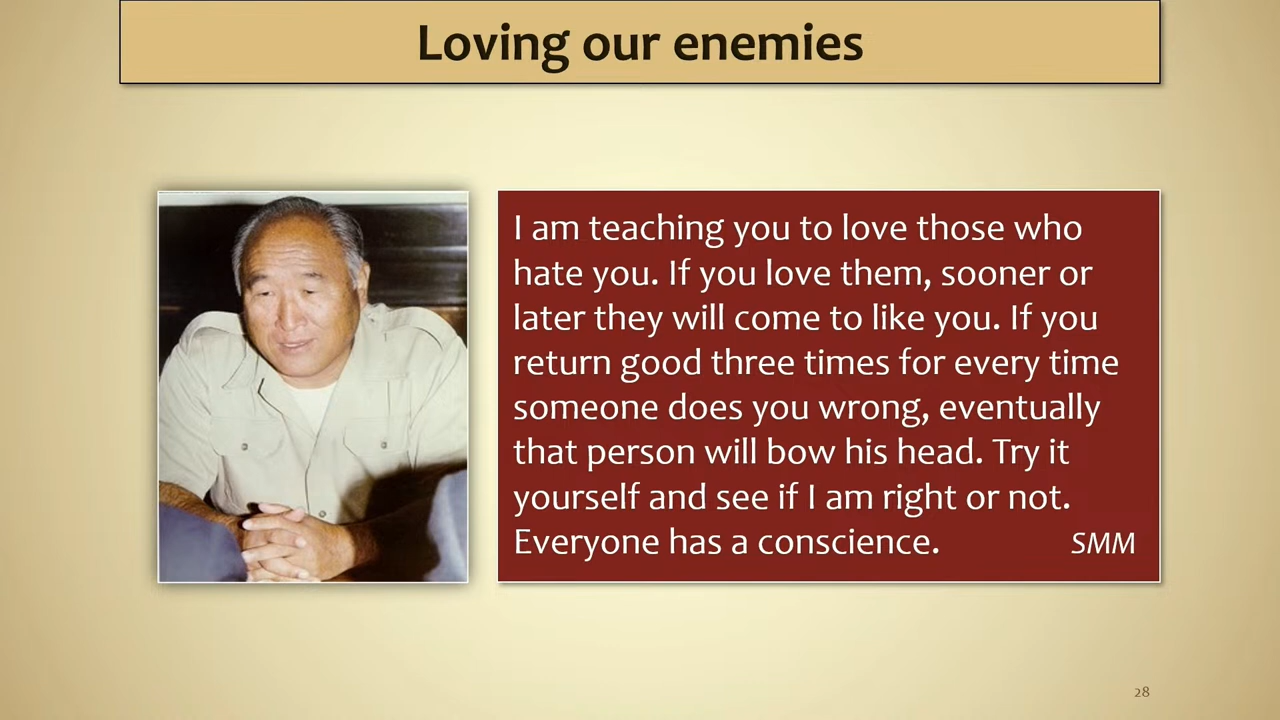 Loving our enemies
I am teaching you to love those who
hate you. If you love them, sooner or
later they will come to like you. If you
return good three times for every time
someone does you wrong, eventually
that person will bow his head. Try it
yourself and see if I am right or not.
Everyone has a conscience. SMM
28